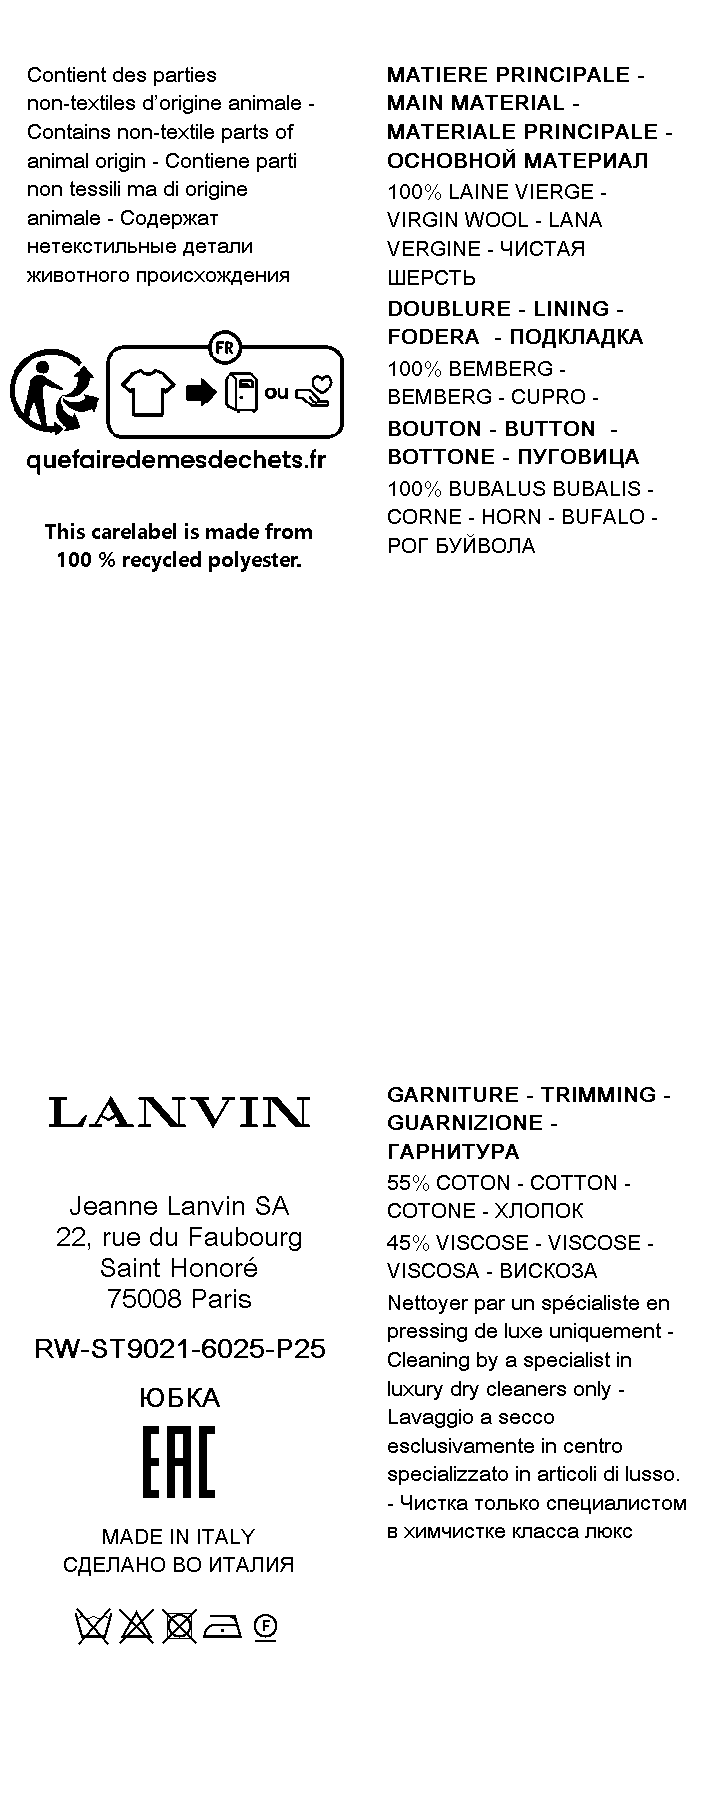 Contient des parties
non-textiles d'origine animale -
Contains non-textile parts of
animal origin - Contiene parti
non tessili ma di origine
animale - Содержат
нетекстильные детали
животного происхождения
FR
ou
quefairedemesdechets.fr
This carelabel is made from
100 % recycled polyester.
MATIERE PRINCIPALE -
MAIN MATERIAL -
MATERIALE PRINCIPALE -
ОСНОВНОЙ МАТЕРИАЛ
100% LAINE VIERGE -
VIRGIN WOOL - LANA
VERGINE - ЧИСТАЯ
ШЕРСТЬ
DOUBLURE - LINING -
FODERA - ПОДКЛАДКА
100% BEMBERG -
BEMBERG - CUPRO -
BOUTON - BUTTON -
BOTTONE - ПУГОВИЦА
100% BUBALUS BUBALIS -
CORNE - HORN - BUFALO -
РОГ БУЙВОЛА
LANVIN
Jeanne Lanvin SA
22, rue du Faubourg
Saint Honoré
75008 Paris
RW-ST9021-6025-P25
ЮБКА
EAC
MADE IN ITALY
СДЕЛАНО ВО ИТАЛИЯ
F
GARNITURE - TRIMMING -
GUARNIZIONE -
ГАРНИТУРА
55% COTON - COTTON -
COTONE - ХЛОПОК
45% VISCOSE - VISCOSE -
VISCOSA - ВИСКОЗА
Nettoyer par un spécialiste en
pressing de luxe uniquement -
Cleaning by a specialist in
luxury dry cleaners only -
Lavaggio a secco
esclusivamente in centro
specializzato in articoli di lusso.
- Чистка только специалистом
в химчистке класса люкс